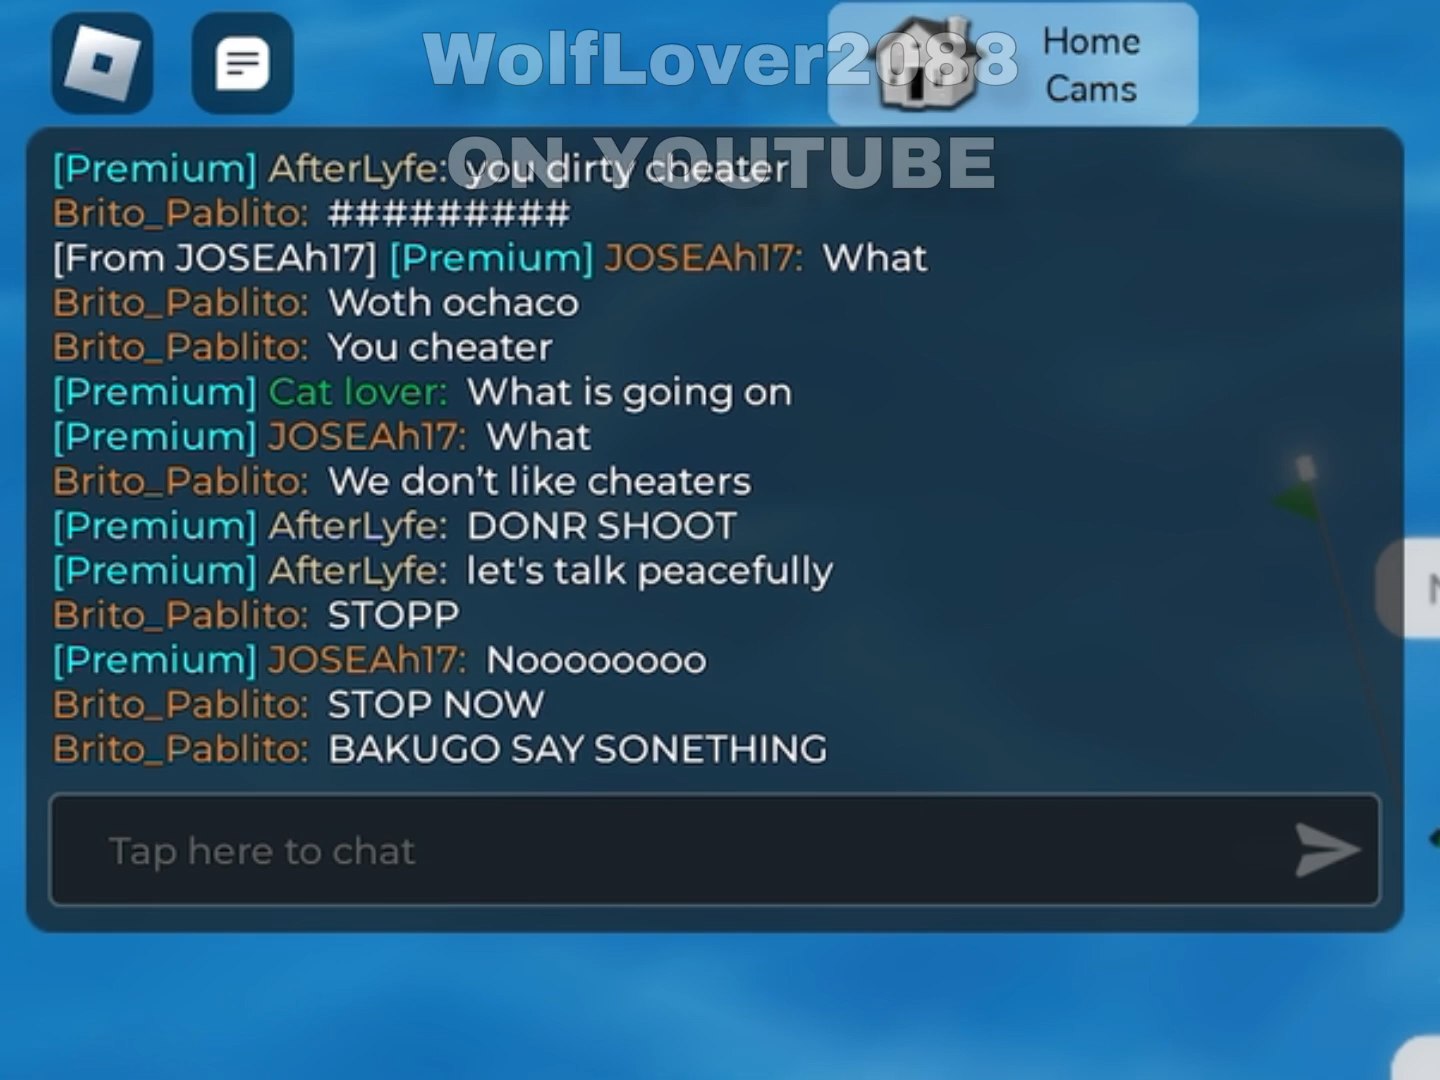 WolfLover2088
ON YOUTUBE
Home
Cams
[Premium] AfterLyfe: you dirty cheater
Brito_Pablito: #########
[From JOSEAh17] [Premium] JOSEAh17: What
Brito_Pablito: Woth ochaco
Brito_Pablito: You cheater
[Premium] Cat lover: What is going on
[Premium] JOSEAh17: What
Brito_Pablito: We don't like cheaters
[Premium] AfterLyfe: DONR SHOOT
[Premium] AfterLyfe: let's talk peacefully
Brito_Pablito: STOPP
[Premium] JOSEAh17: Noooooooo
Brito_Pablito: STOP NOW
Brito_Pablito: BAKUGO SAY SONETHING
Tap here to chat